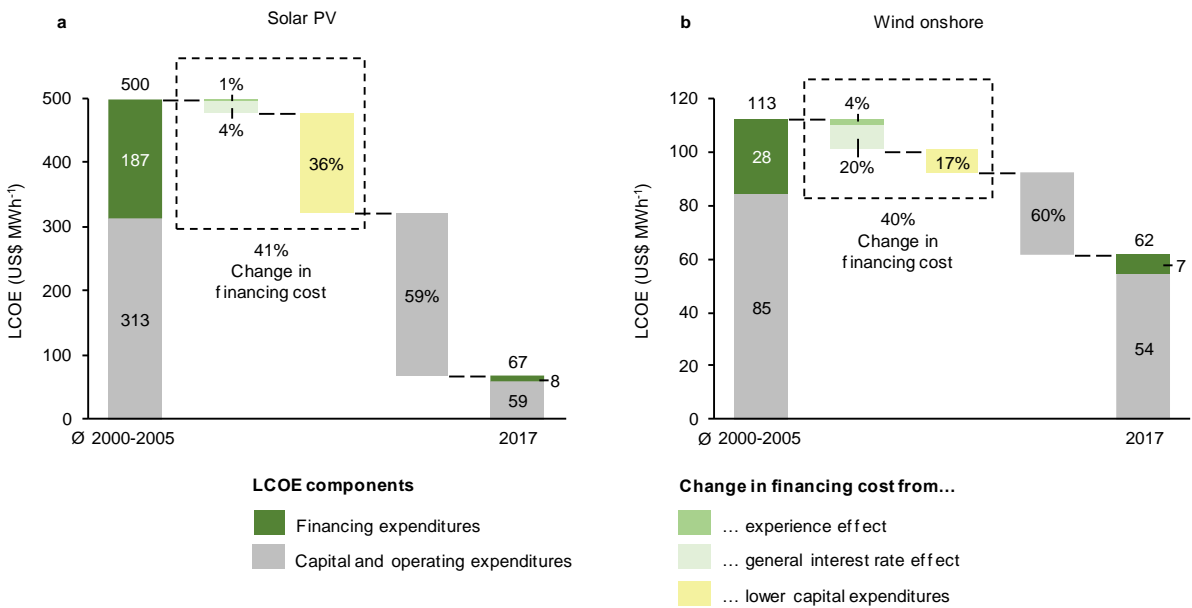 a
Solar PV
LCOE (US$ MWh⁻¹)
500
400
300
200
100
0
500
187
313
1%
4%
36%
41%
Change in
financing cost
59%
67
8
59
Ø 2000-2005
2017
b
Wind onshore
LCOE (US$ MWh⁻¹)
120
100
80
60
40
20
0
113
28
85
4%
20%
17%
40%
Change in
financing cost
60%
62
7
54
Ø 2000-2005
2017
LCOE components
Financing expenditures
Capital and operating expenditures
Change in financing cost from…
… experience effect
… general interest rate effect
… lower capital expenditures